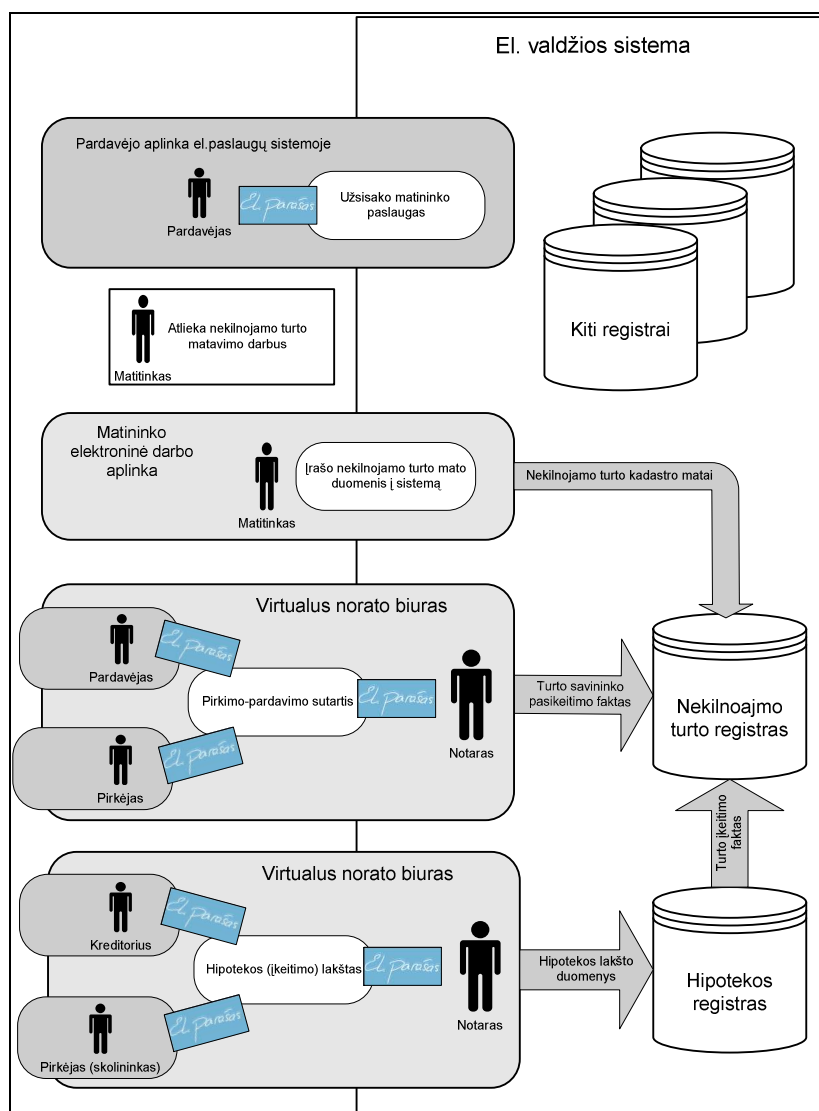 El. valdžios sistema
Pardavėjo aplinka el.paslaugų sistemoje
Pardavėjas
El. parašas
Užsisako matininko
paslaugas
Kiti registrai
Atlieka nekilnojamo turto
matavimo darbus
Matitinkas
Matininko
elektroninė darbo
aplinka
Matitinkas
Įrašo nekilnojamo turto mato
duomenis į sistemą
Nekilnojamo turto kadastro matai
Virtualus norato biuras
Pardavėjas
El. parašas
Pirkimo-pardavimo sutartis
El. parašas
Notaras
Pirkėjas
El. parašas
Turto savininko
pasikeitimo faktas
Nekilnoajmo
turto registras
Turto įkeitimo
faktas
Virtualus norato biuras
Kreditorius
El. parašas
Hipotekos (įkeitimo) lakštas
El. parašas
Notaras
Pirkėjas (skolininkas)
El. parašas
Hipotekos lakšto
duomenys
Hipotekos
registras